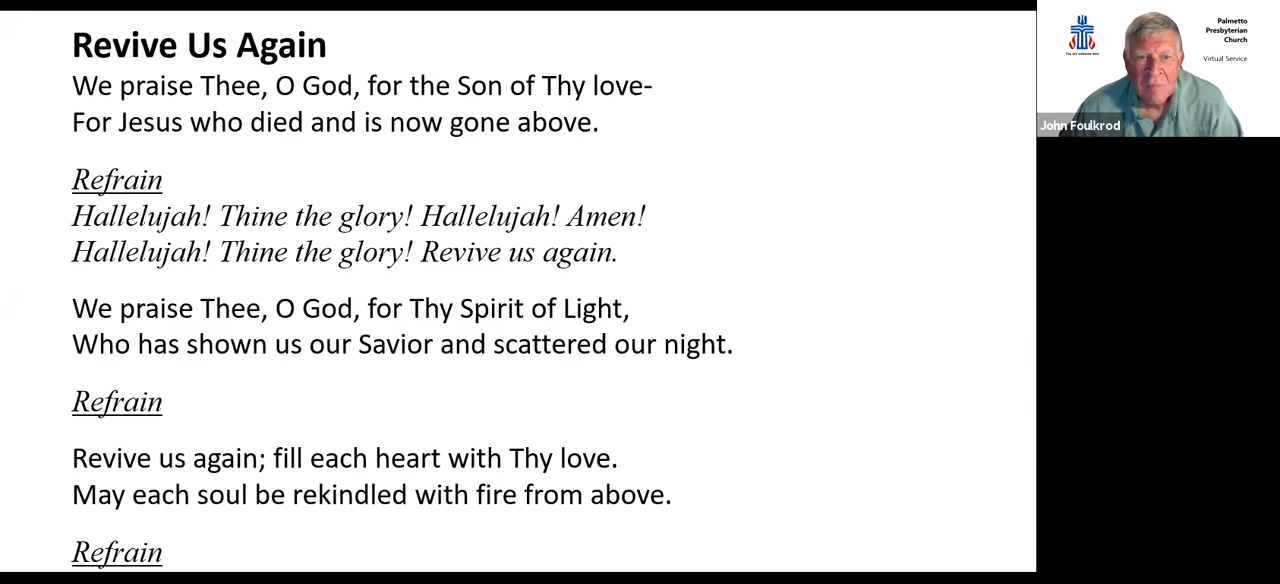 Revive Us Again
We praise Thee, O God, for the Son of Thy love-
For Jesus who died and is now gone above.
Refrain
Hallelujah! Thine the glory! Hallelujah! Amen!
Hallelujah! Thine the glory! Revive us again.
We praise Thee, O God, for Thy Spirit of Light,
Who has shown us our Savior and scattered our night.
Refrain
Revive us again; fill each heart with Thy love.
May each soul be rekindled with fire from above.
Refrain
Palmetto
Presbyterian
Church
Virtual Service
John Foulkrod